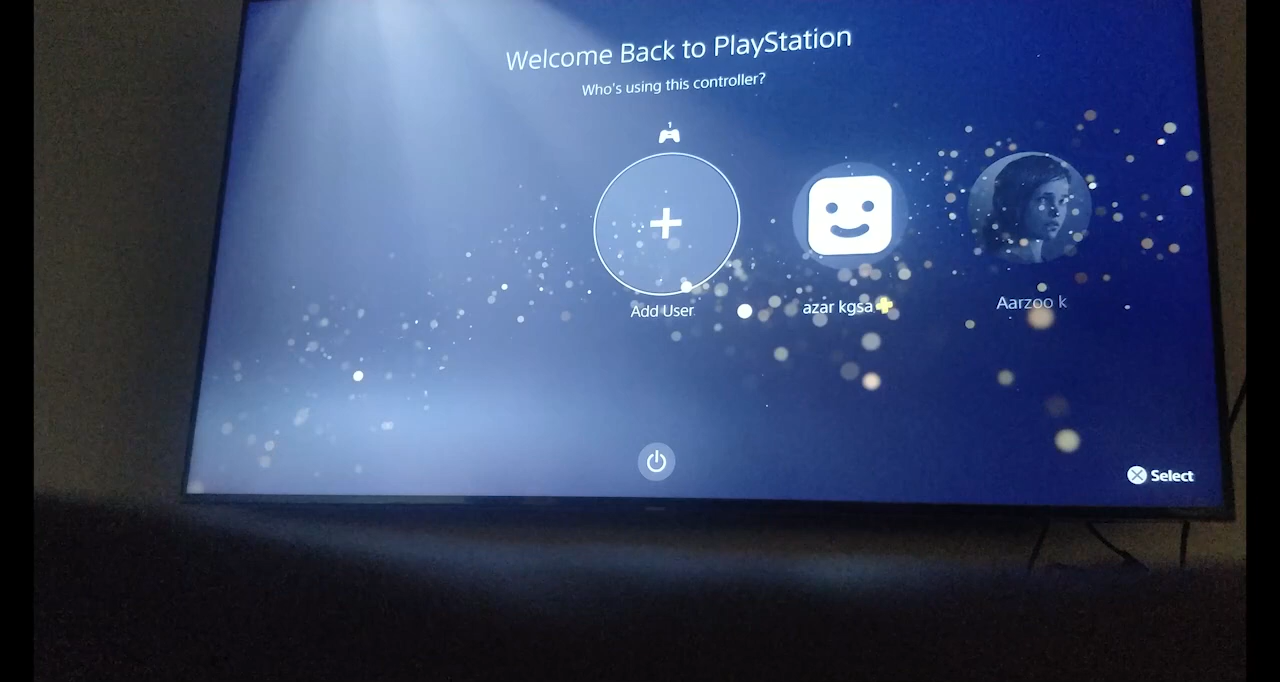 Welcome Back to PlayStation
Who's using this controller?
Add User
azar kgsa
Aarzoo k
Select